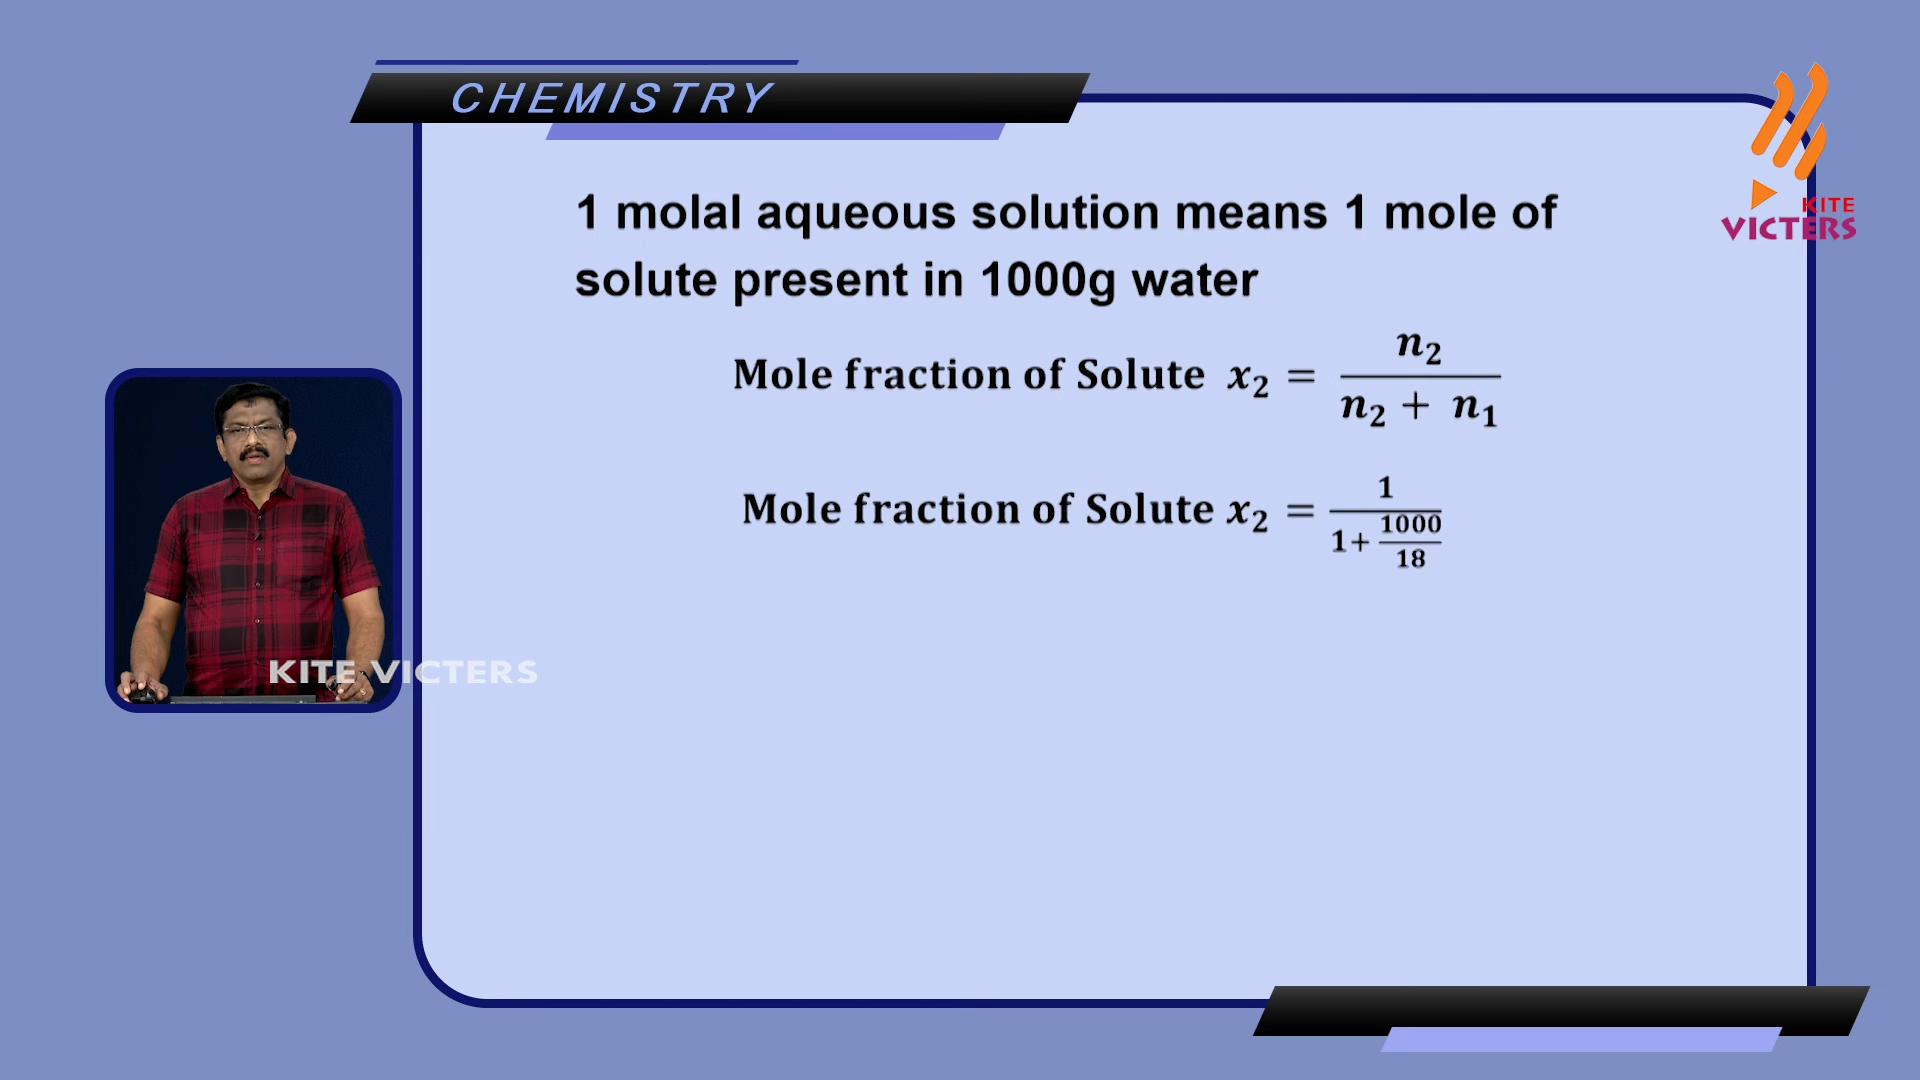 CHEMISTRY
1 molal aqueous solution means 1 mole of
solute present in 1000g water
Mole fraction of Solute x₂ = n₂ / (n₂ + n₁)
Mole fraction of Solute x₂ = 1 / (1 + 1000/18)
KITE
VICTERS
KITE VICTERS